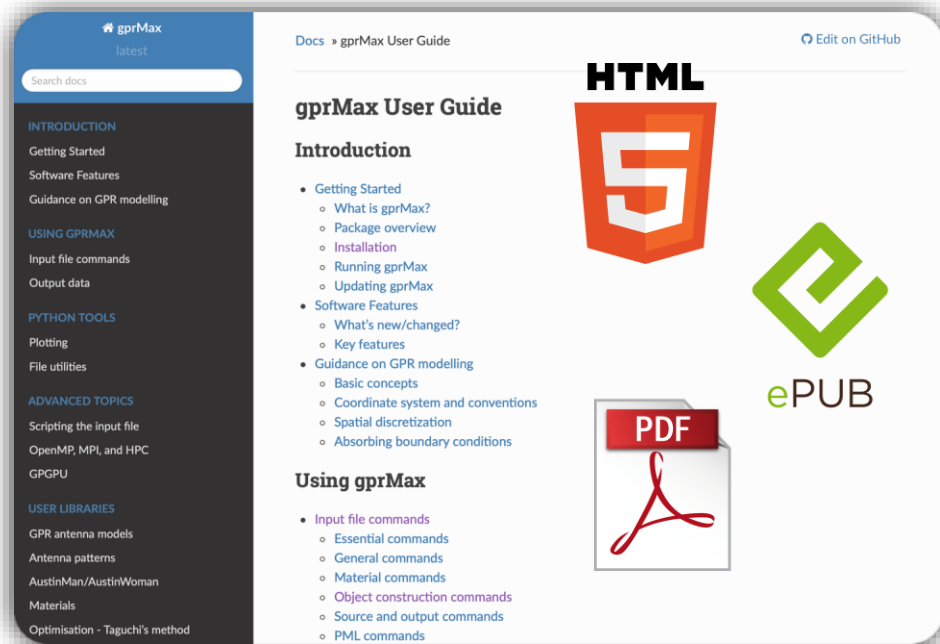 gprMax
latest
Search docs
INTRODUCTION
Getting Started
Software Features
Guidance on GPR modelling
USING GPRMAX
Input file commands
Output data
PYTHON TOOLS
Plotting
File utilities
ADVANCED TOPICS
Scripting the input file
OpenMP, MPI, and HPC
GPGPU
USER LIBRARIES
GPR antenna models
Antenna patterns
AustinMan/AustinWoman
Materials
Optimisation - Taguchi's method
Docs » gprMax User Guide
Edit on GitHub
gprMax User Guide
Introduction
Getting Started
What is gprMax?
Package overview
Installation
Running gprMax
Updating gprMax
Software Features
What's new/changed?
Key features
Guidance on GPR modelling
Basic concepts
Coordinate system and conventions
Spatial discretization
Absorbing boundary conditions
Using gprMax
Input file commands
Essential commands
General commands
Material commands
Object construction commands
Source and output commands
PML commands
HTML
5
ePUB
PDF